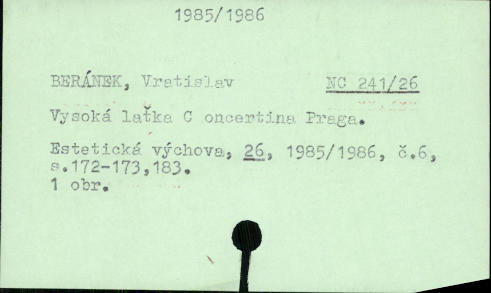 1985/1986
BERÁNEK, Vratislav NC 241/26
Vysoká laťka C oncertina Praga.
Estetická výchova, 26, 1985/1986, č.6,
s.172-173,183.
1 obr.